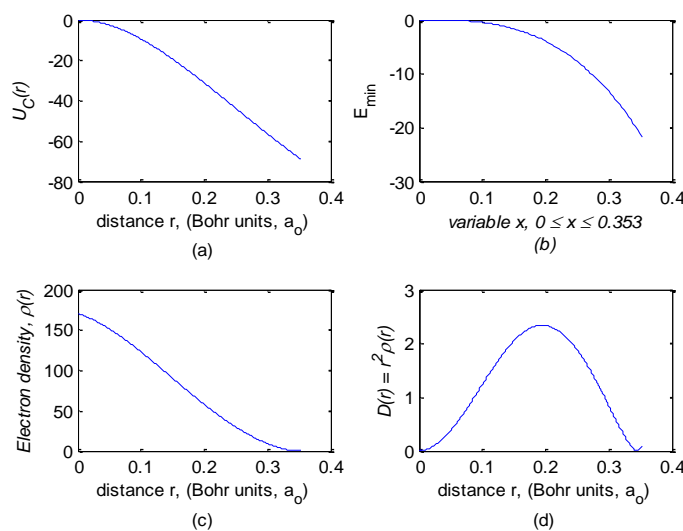 0
-20
-40
-60
-80
U_C(r)
0 0.1 0.2 0.3 0.4
distance r, (Bohr units, a_o)
(a)
0
-10
-20
-30
E_min
0 0.1 0.2 0.3 0.4
variable x, 0 ≤ x ≤ 0.353
(b)
200
150
100
50
0
Electron density, ρ(r)
0 0.1 0.2 0.3 0.4
distance r, (Bohr units, a_o)
(c)
3
2
1
0
D(r) = r^2 ρ(r)
0 0.1 0.2 0.3 0.4
distance r, (Bohr units, a_o)
(d)